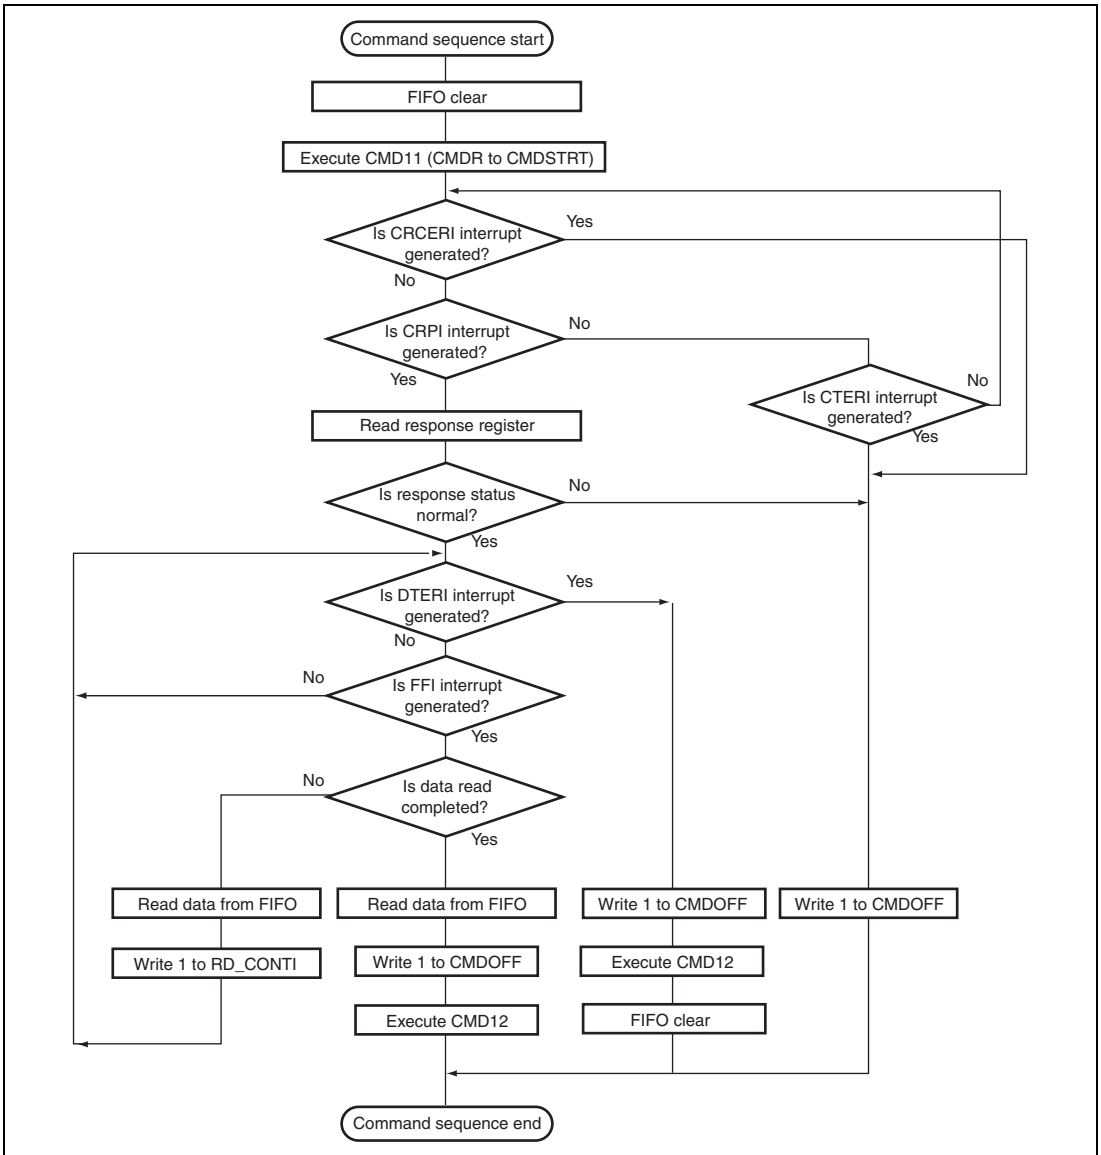 Command sequence start
FIFO clear
Execute CMD11 (CMDR to CMDSTRT)
Is CRCERI interrupt
generated?
Yes
No
Is CRPI interrupt
generated?
No
Yes
Is CTERI interrupt
generated?
No
Yes
Read response register
Is response status
normal?
No
Yes
Is DTERI interrupt
generated?
Yes
No
Is FFI interrupt
generated?
No
Yes
Is data read
completed?
No
Yes
Read data from FIFO
Read data from FIFO
Write 1 to CMDOFF
Write 1 to CMDOFF
Write 1 to RD_CONTI
Write 1 to CMDOFF
Execute CMD12
Execute CMD12
FIFO clear
Command sequence end